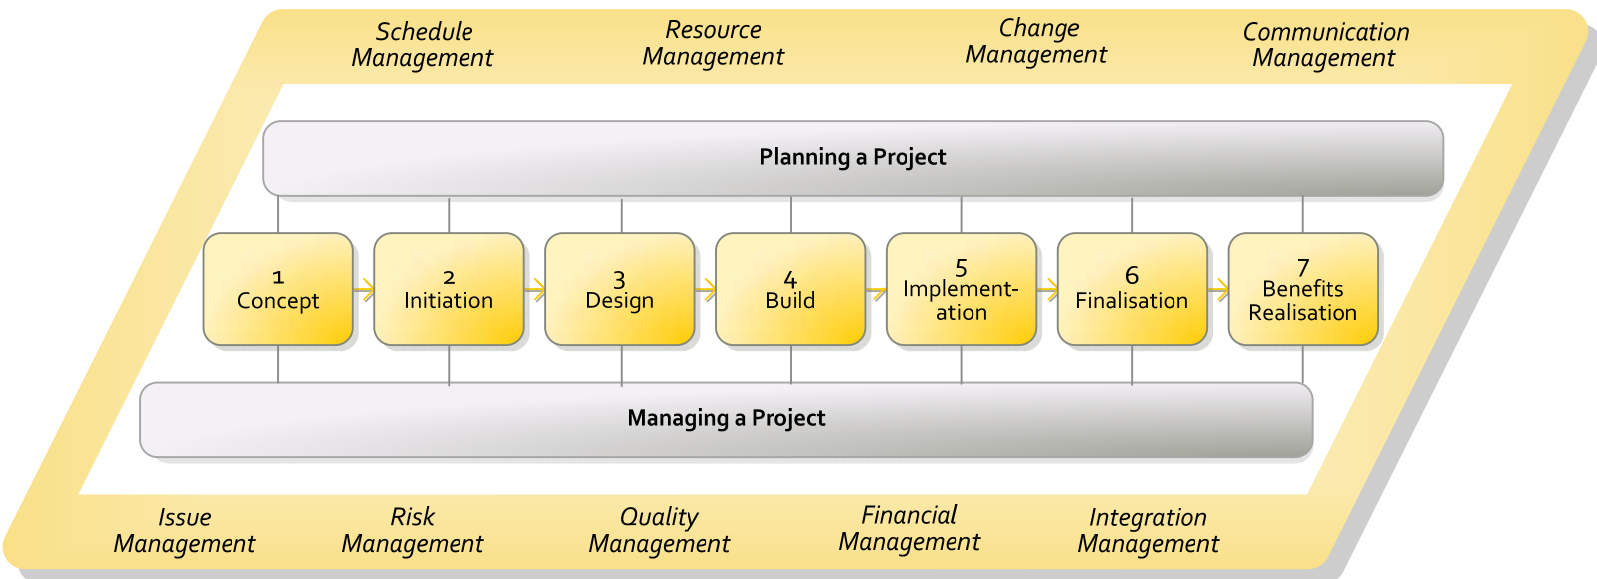 Schedule
Management
Resource
Management
Change
Management
Communication
Management
Planning a Project
1
Concept
2
Initiation
3
Design
4
Build
5
Implement-
ation
6
Finalisation
7
Benefits
Realisation
Managing a Project
Issue
Management
Risk
Management
Quality
Management
Financial
Management
Integration
Management